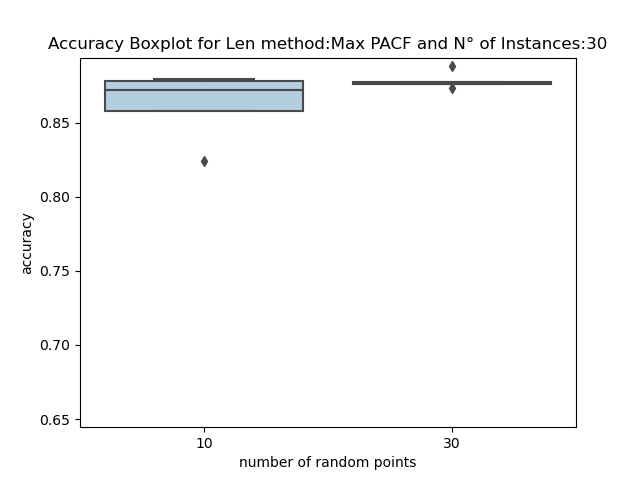 Accuracy Boxplot for Len method:Max PACF and N° of Instances:30
accuracy
0.85
0.80
0.75
0.70
0.65
10 30
number of random points